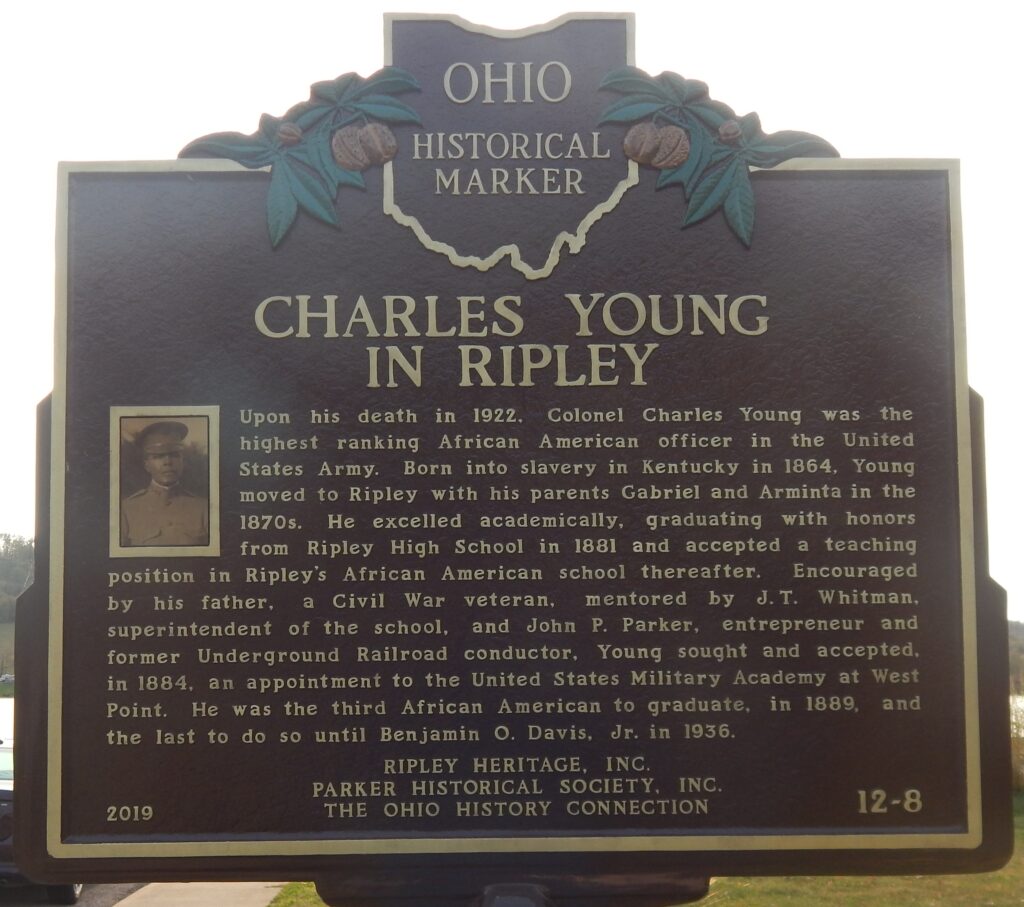 OHIO
HISTORICAL
MARKER
CHARLES YOUNG
IN RIPLEY
Upon his death in 1922, Colonel Charles Young was the
highest ranking African American officer in the United
States Army. Born into slavery in Kentucky in 1864, Young
moved to Ripley with his parents Gabriel and Arminta in the
1870s. He excelled academically, graduating with honors
from Ripley High School in 1881 and accepted a teaching
position in Ripley's African American school thereafter. Encouraged
by his father, a Civil War veteran, mentored by J.T. Whitman,
superintendent of the school, and John P. Parker, entrepreneur and
former Underground Railroad conductor, Young sought and accepted,
in 1884, an appointment to the United States Military Academy at West
Point. He was the third African American to graduate, in 1889, and
the last to do so until Benjamin O. Davis, Jr. in 1936.
RIPLEY HERITAGE, INC.
PARKER HISTORICAL SOCIETY, INC.
THE OHIO HISTORY CONNECTION
2019
12-8